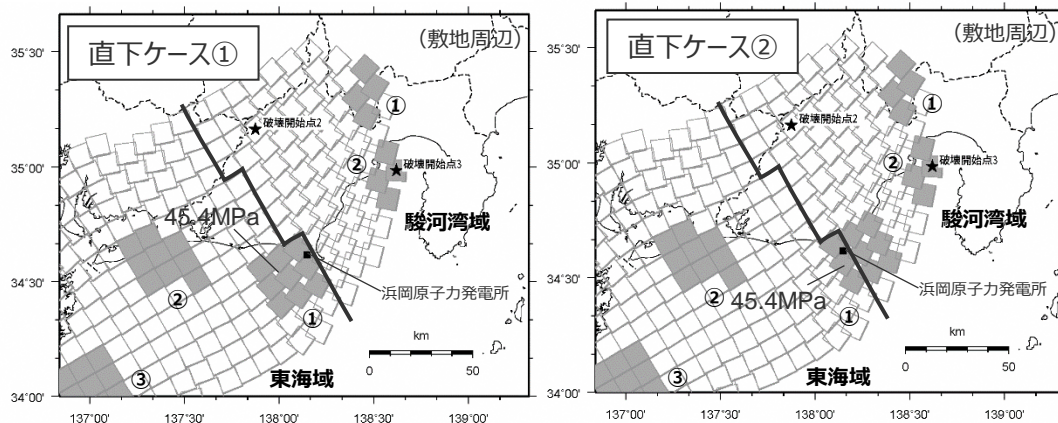 直下ケース①
(敷地周辺)
35°30'
35°00'
34°30'
34°00'
破壊開始点2
①
②
破壊開始点3
45.4MPa
駿河湾域
浜岡原子力発電所
②
①
km
0
50
③
東海域
137°00'
137°30'
138°00'
138°30'
139°00'
直下ケース②
(敷地周辺)
35°30'
35°00'
34°30'
34°00'
破壊開始点2
①
②
破壊開始点3
駿河湾域
浜岡原子力発電所
45.4MPa
②
①
km
0
50
③
東海域
137°00'
137°30'
138°00'
138°30'
139°00'